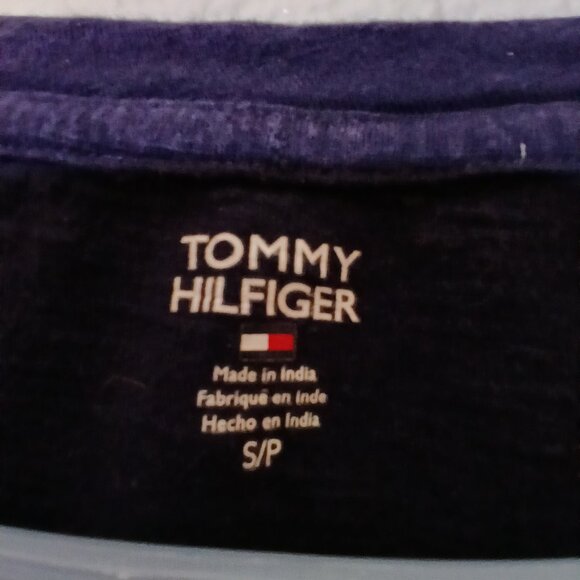 TOMMY
HILFIGER
Made in India
Fabriqué en Inde
Hecho en India
S/P